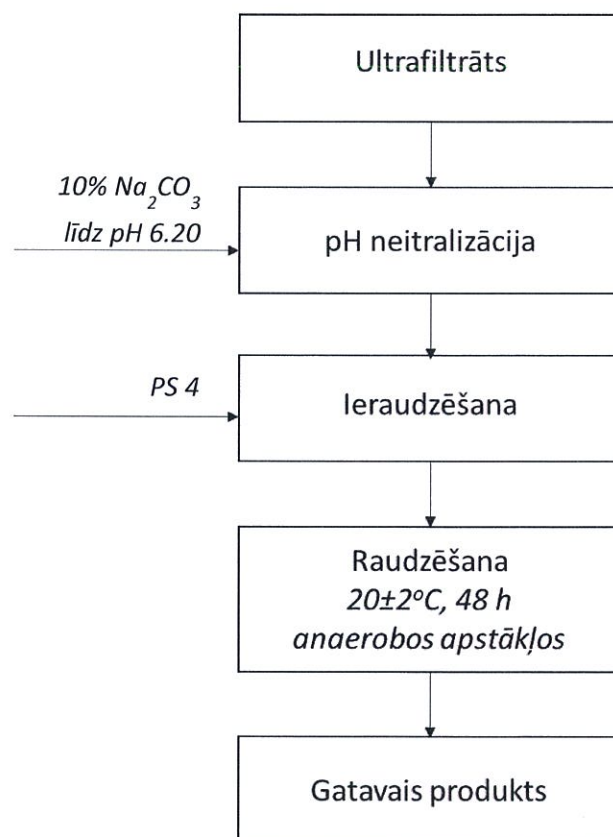 Ultrafiltrāts
10% Na₂CO₃
līdz pH 6.20
pH neitralizācija
PS 4
Ieraudzēšana
Raudzēšana
20±2°C, 48 h
anaerobos apstākļos
Gatavais produkts